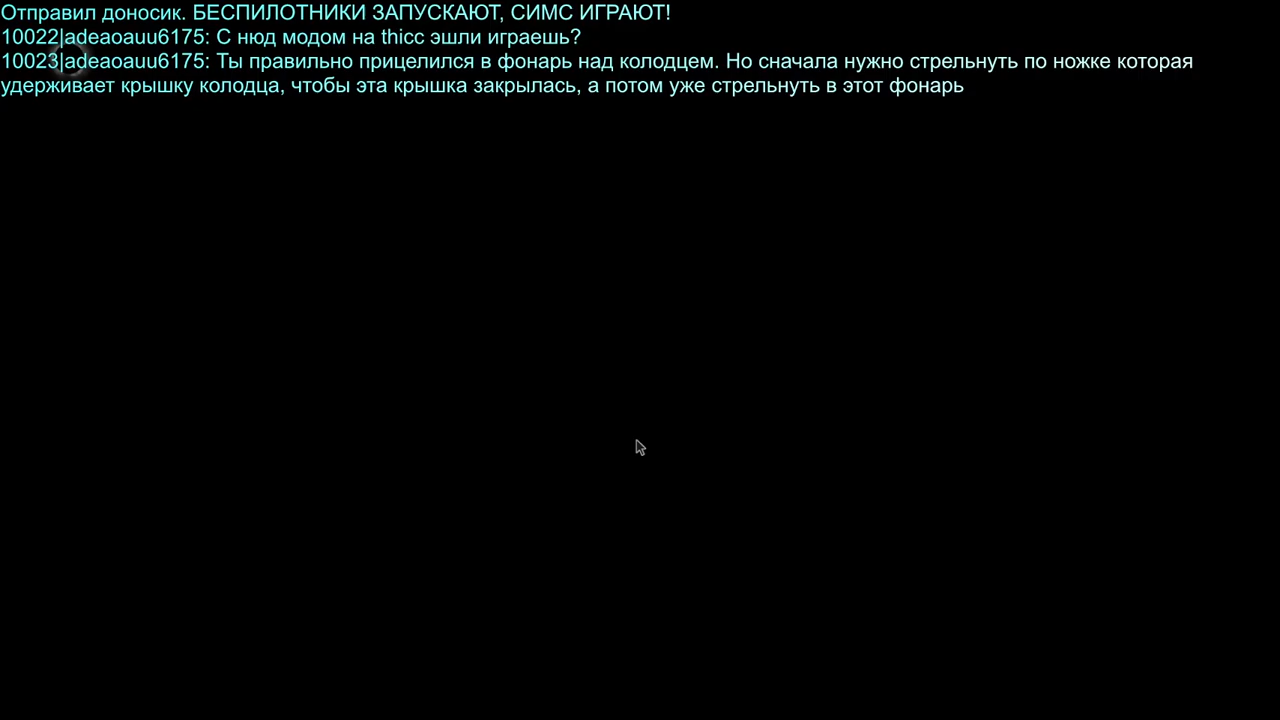 Отправил доносик. БЕСПИЛОТНИКИ ЗАПУСКАЮТ, СИМС ИГРАЮТ!
10022|adeaoauu6175: С нюд модом на thicc эшли играешь?
10023|adeaoauu6175: Ты правильно прицелился в фонарь над колодцем. Но сначала нужно стрельнуть по ножке которая
удерживает крышку колодца, чтобы эта крышка закрылась, а потом уже стрельнуть в этот фонарь